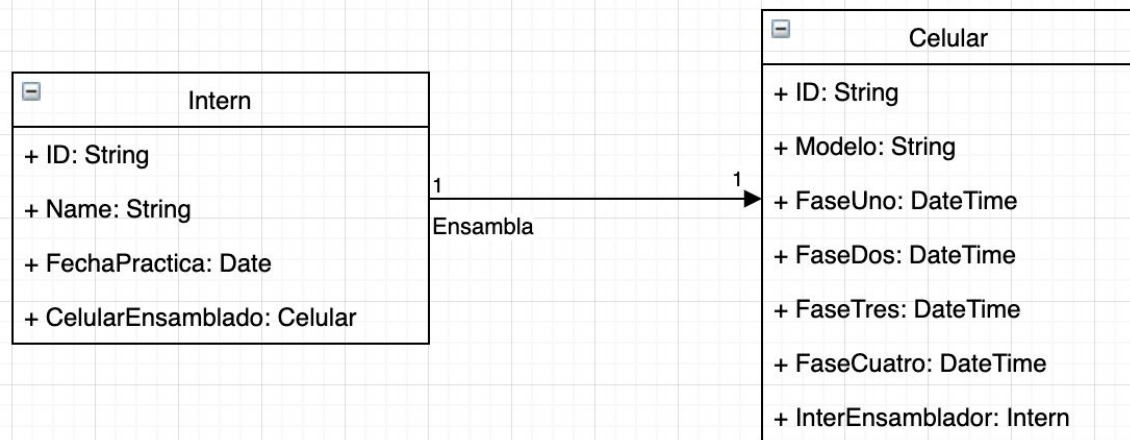 Intern
+ ID: String
+ Name: String
+ FechaPractica: Date
+ CelularEnsamblado: Celular
1
1
Ensambla
Celular
+ ID: String
+ Modelo: String
+ FaseUno: DateTime
+ FaseDos: DateTime
+ FaseTres: DateTime
+ FaseCuatro: DateTime
+ InterEnsamblador: Intern